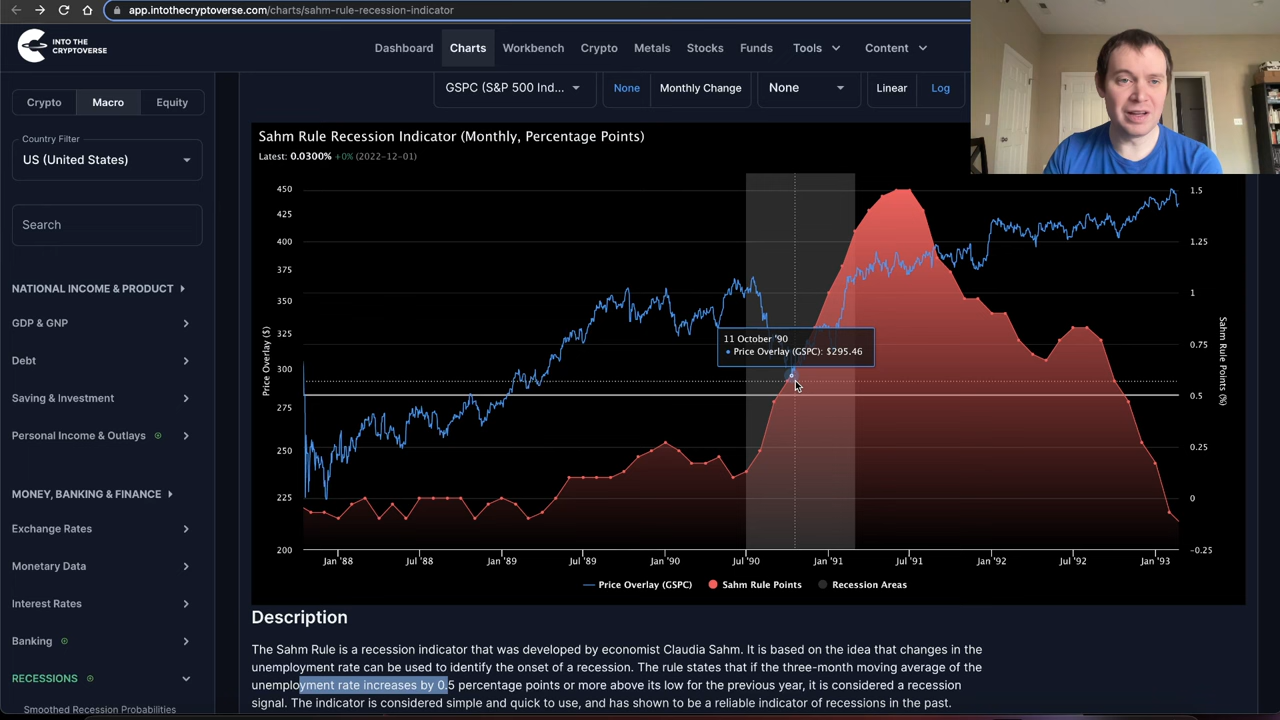 app.intothecryptoverse.com/charts/sahm-rule-recession-indicator
INTO THE
CRYPTOVERSE
Dashboard Charts Workbench Crypto Metals Stocks Funds Tools Content
Crypto Macro Equity
Country Filter
US (United States)
Search
NATIONAL INCOME & PRODUCT
GDP & GNP
Debt
Saving & Investment
Personal Income & Outlays
MONEY, BANKING & FINANCE
Exchange Rates
Monetary Data
Interest Rates
Banking
RECESSIONS
Smoothed Recession Probabilities
GSPC (S&P 500 Ind... None Monthly Change None Linear Log
Sahm Rule Recession Indicator (Monthly, Percentage Points)
Latest: 0.0300% +0% (2022-12-01)
450
425
400
375
350
325
300
275
250
225
200
Price Overlay ($)
1.5
1.25
1
0.75
0.5
0.25
0
-0.25
Sahm Rule Points (%)
11 October '90
Price Overlay (GSPC): $295.46
Jan '88 Jul '88 Jan '89 Jul '89 Jan '90 Jul '90 Jan '91 Jul '91 Jan '92 Jul '92 Jan '93
Price Overlay (GSPC) Sahm Rule Points Recession Areas
Description
The Sahm Rule is a recession indicator that was developed by economist Claudia Sahm. It is based on the idea that changes in the
unemployment rate can be used to identify the onset of a recession. The rule states that if the three-month moving average of the
unemployment rate increases by 0.5 percentage points or more above its low for the previous year, it is considered a recession
signal. The indicator is considered simple and quick to use, and has shown to be a reliable indicator of recessions in the past.